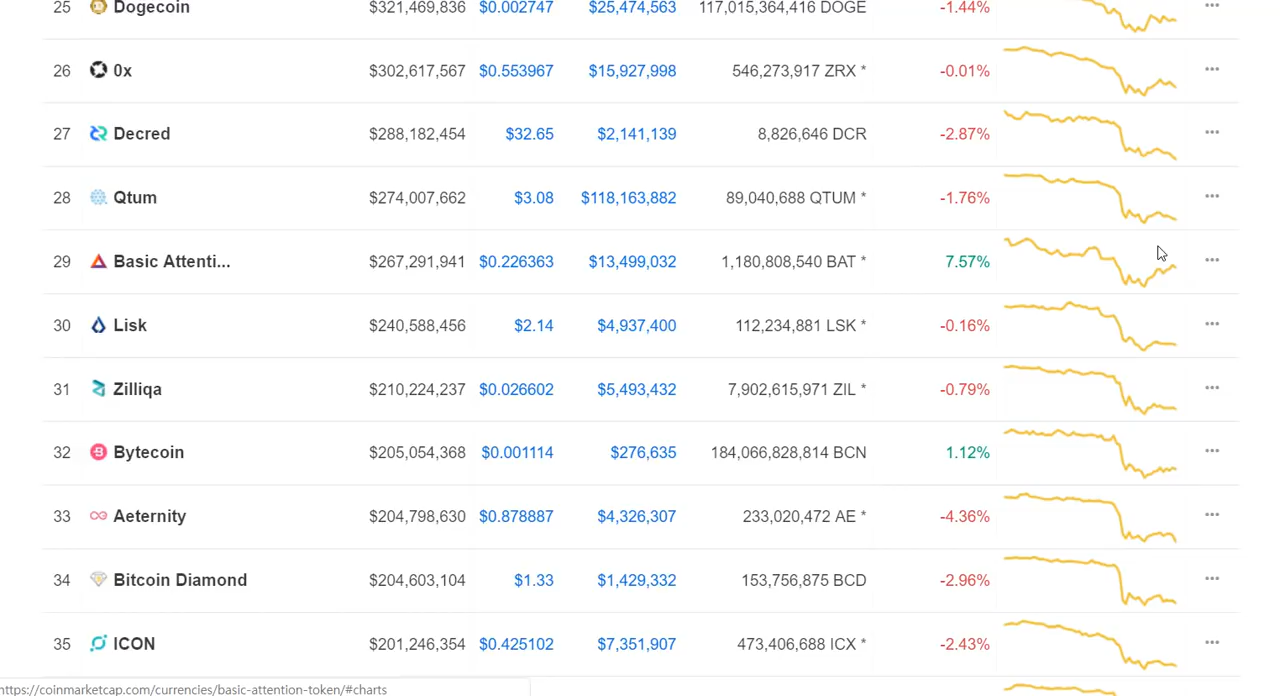 25 Dogecoin $321,469,836 $0.002747 $25,474,563 117,015,364,416 DOGE -1.44% ...
26 0x $302,617,567 $0.553967 $15,927,998 546,273,917 ZRX * -0.01% ...
27 Decred $288,182,454 $32.65 $2,141,139 8,826,646 DCR -2.87% ...
28 Qtum $274,007,662 $3.08 $118,163,882 89,040,688 QTUM * -1.76% ...
29 Basic Attenti... $267,291,941 $0.226363 $13,499,032 1,180,808,540 BAT * 7.57% ...
30 Lisk $240,588,456 $2.14 $4,937,400 112,234,881 LSK * -0.16% ...
31 Zilliqa $210,224,237 $0.026602 $5,493,432 7,902,615,971 ZIL * -0.79% ...
32 Bytecoin $205,054,368 $0.001114 $276,635 184,066,828,814 BCN 1.12% ...
33 Aeternity $204,798,630 $0.878887 $4,326,307 233,020,472 AE * -4.36% ...
34 Bitcoin Diamond $204,603,104 $1.33 $1,429,332 153,756,875 BCD -2.96% ...
35 ICON $201,246,354 $0.425102 $7,351,907 473,406,688 ICX * -2.43% ...
https://coinmarketcap.com/currencies/basic-attention-token/#charts